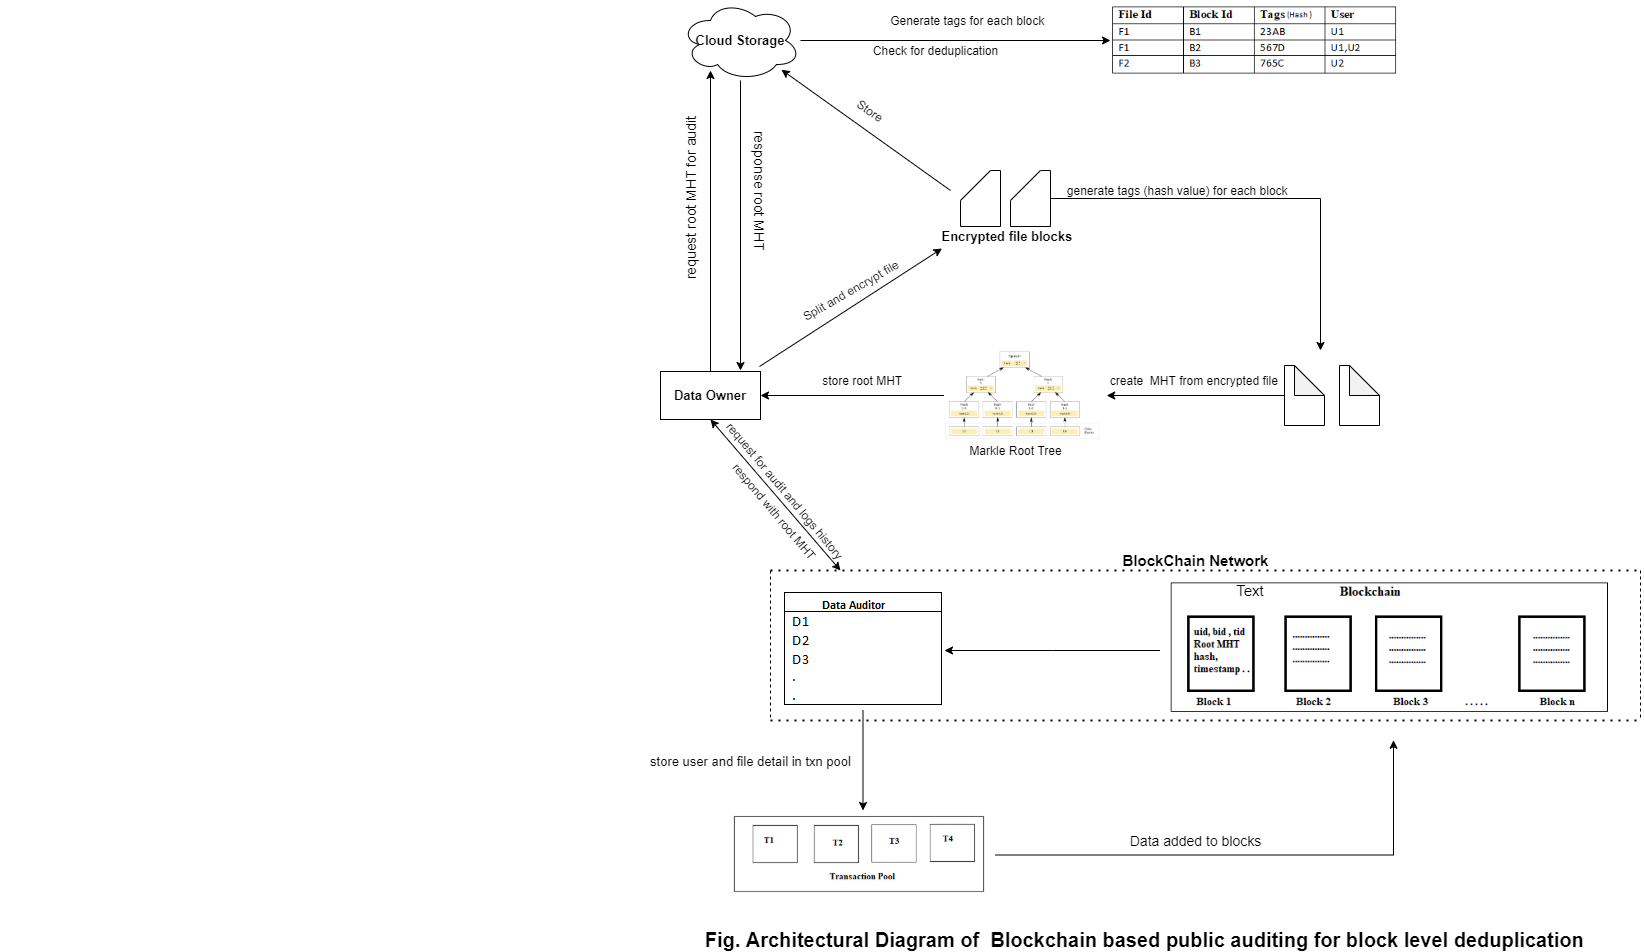 Cloud Storage
Generate tags for each block
Check for deduplication
File Id Block Id Tags (Hash) User
F1 B1 23AB U1
F1 B2 567D U1,U2
F2 B3 765C U2
request root MHT for audit
response root MHT
Store
generate tags (hash value) for each block
Encrypted file blocks
Split and encrypt file
Data Owner
store root MHT
create MHT from encrypted file
Markle Root Tree
request for audit and logs history
respond with root MHT
BlockChain Network
Data Auditor
D1
D2
D3
.
.
Text
Blockchain
uid, bid , tid
Root MHT
hash,
timestamp . .
Block 1 Block 2 Block 3 ..... Block n
store user and file detail in txn pool
T1 T2 T3 T4
Transaction Pool
Data added to blocks
Fig. Architectural Diagram of Blockchain based public auditing for block level deduplication